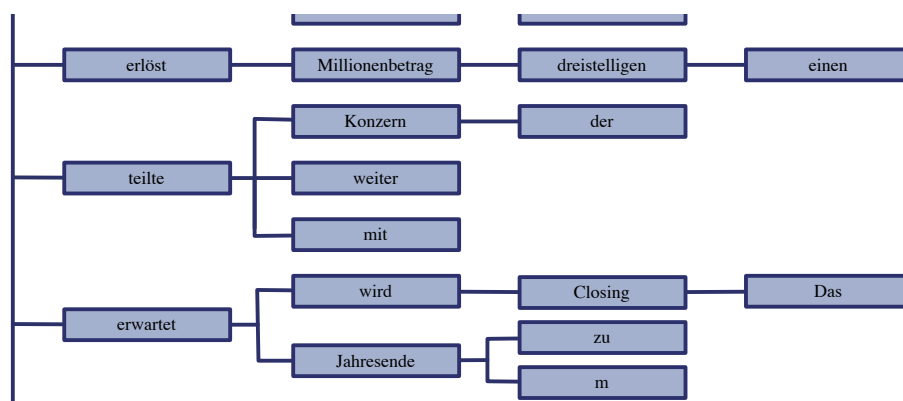 erlöst Millionenbetrag dreistelligen einen
Konzern der
teilte weiter
mit
wird Closing Das
erwartet
zu
Jahresende
m